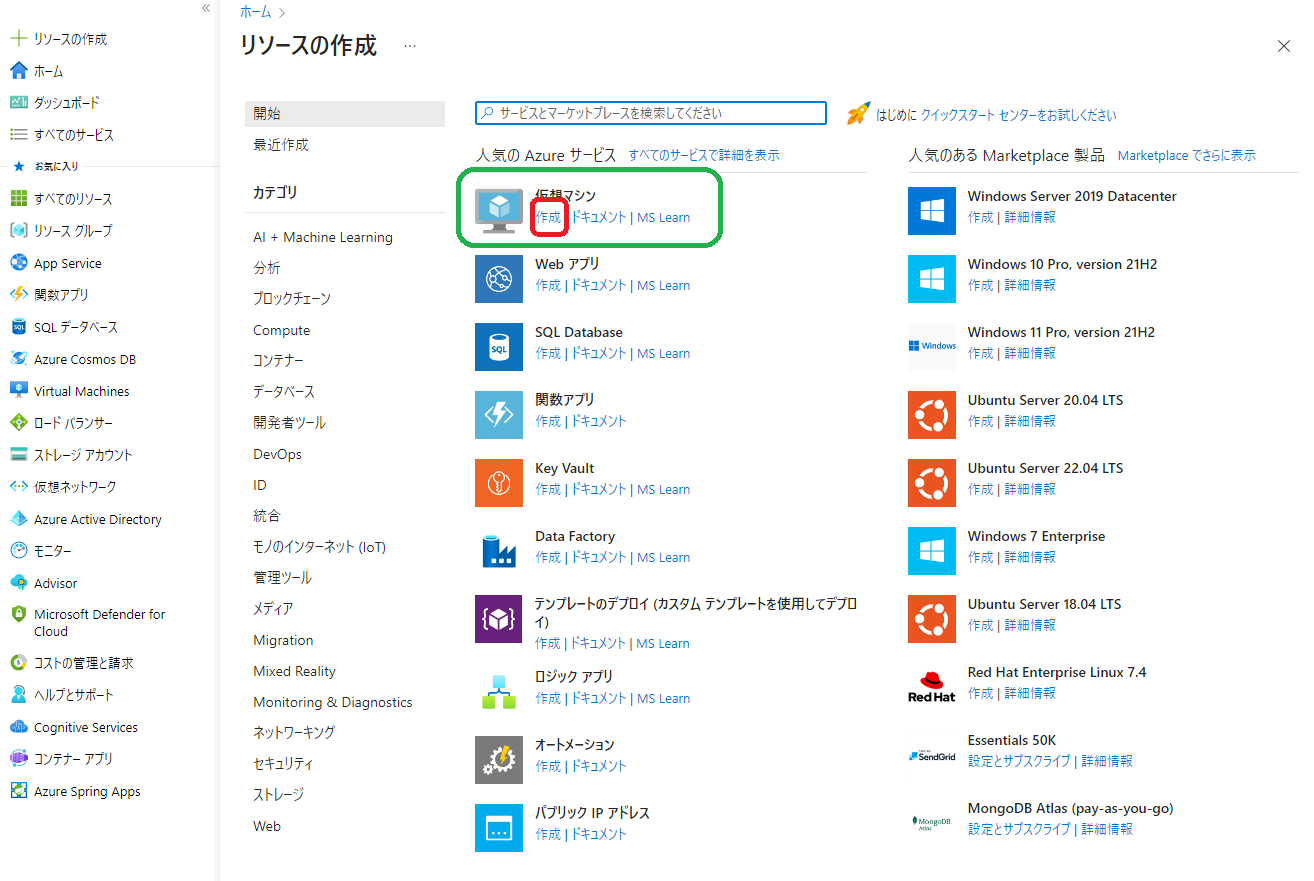 «
リソースの作成
ホーム
ダッシュボード
すべてのサービス
お気に入り
すべてのリソース
リソース グループ
App Service
関数アプリ
SQL データベース
Azure Cosmos DB
Virtual Machines
ロード バランサー
ストレージ アカウント
仮想ネットワーク
Azure Active Directory
モニター
Advisor
Microsoft Defender for
Cloud
コストの管理と請求
ヘルプとサポート
Cognitive Services
コンテナー アプリ
Azure Spring Apps
ホーム >
リソースの作成 …
開始
最近作成
カテゴリ
AI + Machine Learning
分析
ブロックチェーン
Compute
コンテナー
データベース
開発者ツール
DevOps
ID
統合
モノのインターネット (IoT)
管理ツール
メディア
Migration
Mixed Reality
Monitoring & Diagnostics
ネットワーキング
セキュリティ
ストレージ
Web
サービスとマーケットプレースを検索してください
はじめに クイックスタート センターをお試しください
人気の Azure サービス すべてのサービスで詳細を表示
仮想マシン
作成 | ドキュメント | MS Learn
Web アプリ
作成 | ドキュメント | MS Learn
SQL
SQL Database
作成 | ドキュメント | MS Learn
関数アプリ
作成 | ドキュメント
Key Vault
作成 | ドキュメント | MS Learn
Data Factory
作成 | ドキュメント | MS Learn
テンプレートのデプロイ (カスタム テンプレートを使用してデプロ
イ)
作成 | ドキュメント | MS Learn
ロジック アプリ
作成 | ドキュメント | MS Learn
オートメーション
作成 | ドキュメント
パブリック IP アドレス
作成 | ドキュメント
人気のある Marketplace 製品 Marketplace でさらに表示
Windows Server 2019 Datacenter
作成 | 詳細情報
Windows 10 Pro, version 21H2
作成 | 詳細情報
Windows
Windows 11 Pro, version 21H2
作成 | 詳細情報
Ubuntu Server 20.04 LTS
作成 | 詳細情報
Ubuntu Server 22.04 LTS
作成 | 詳細情報
Windows 7 Enterprise
作成 | 詳細情報
Ubuntu Server 18.04 LTS
作成 | 詳細情報
Red Hat
Red Hat Enterprise Linux 7.4
作成 | 詳細情報
SendGrid
Essentials 50K
設定とサブスクライブ | 詳細情報
MongoDB.
Atlas
MongoDB Atlas (pay-as-you-go)
設定とサブスクライブ | 詳細情報